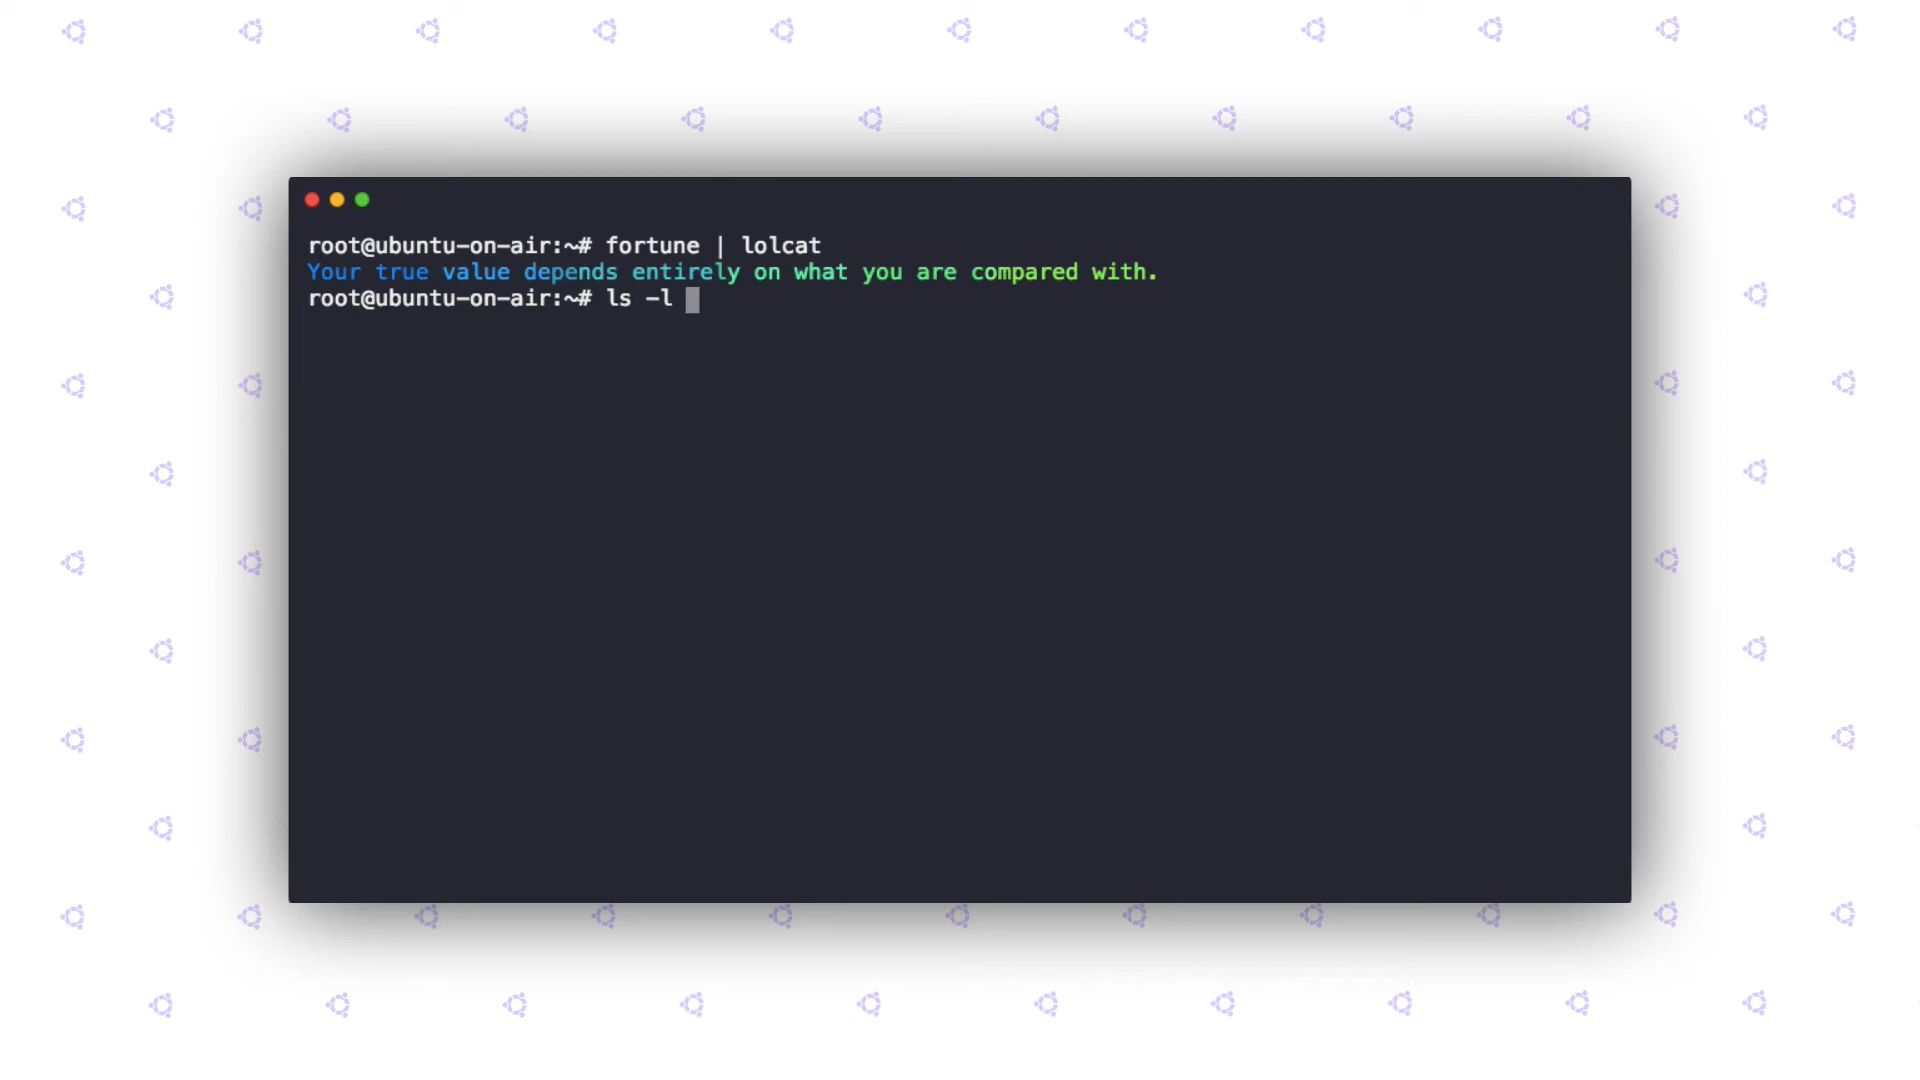 root@ubuntu-on-air:~# fortune | lolcat
Your true value depends entirely on what you are compared with.
root@ubuntu-on-air:~# ls -l